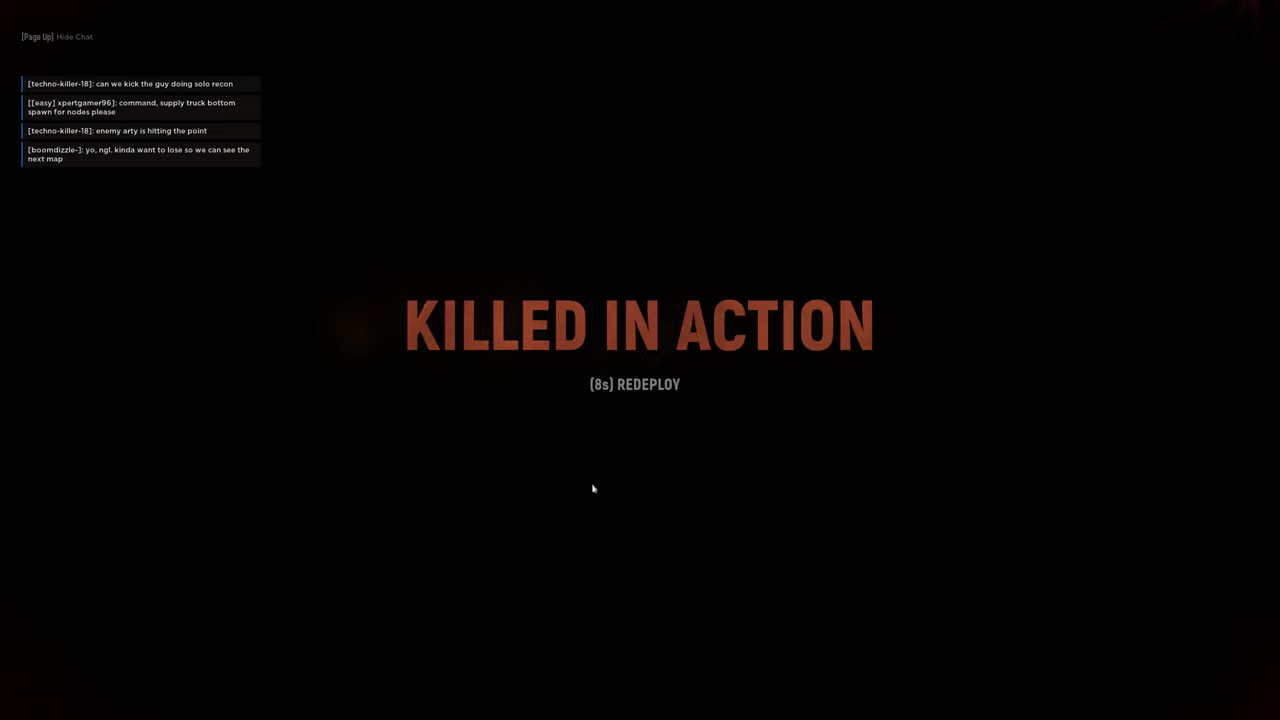 [Page Up] Hide Chat
[techno-killer-18]: can we kick the guy doing solo recon
[[easy] xpertgamer96]: command, supply truck bottom
spawn for nodes please
[techno-killer-18]: enemy arty is hitting the point
[boomdizzle-]: yo, ngl. kinda want to lose so we can see the
next map
KILLED IN ACTION
(8s) REDEPLOY